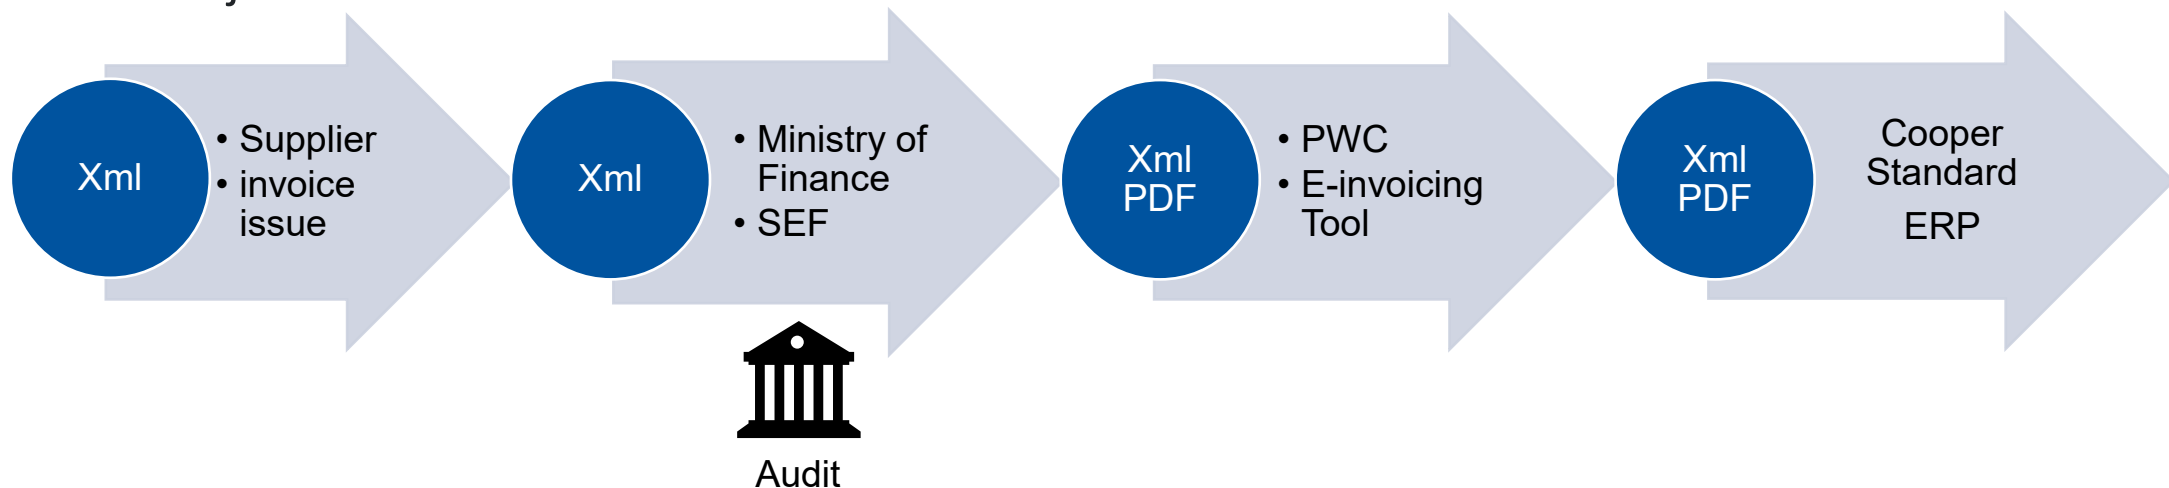 Xml
• Supplier
• invoice
issue
Xml
• Ministry of
Finance
• SEF
Audit
Xml
PDF
• PWC
• E-invoicing
Tool
Xml
PDF
Cooper
Standard
ERP